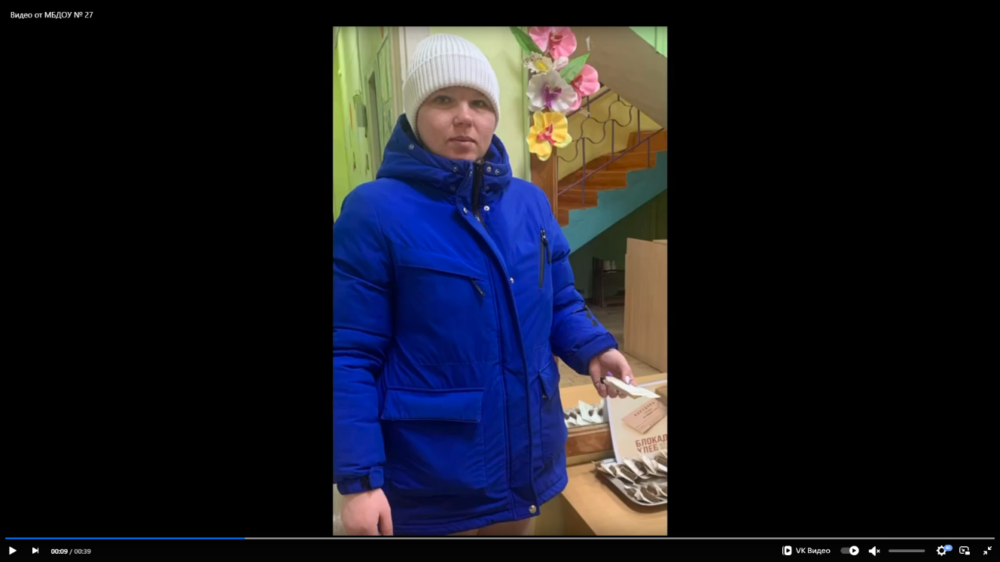 Видео от МБДОУ № 27
БЛОКАД
ХЛЕБ
00:09 / 00:39
VK Видео